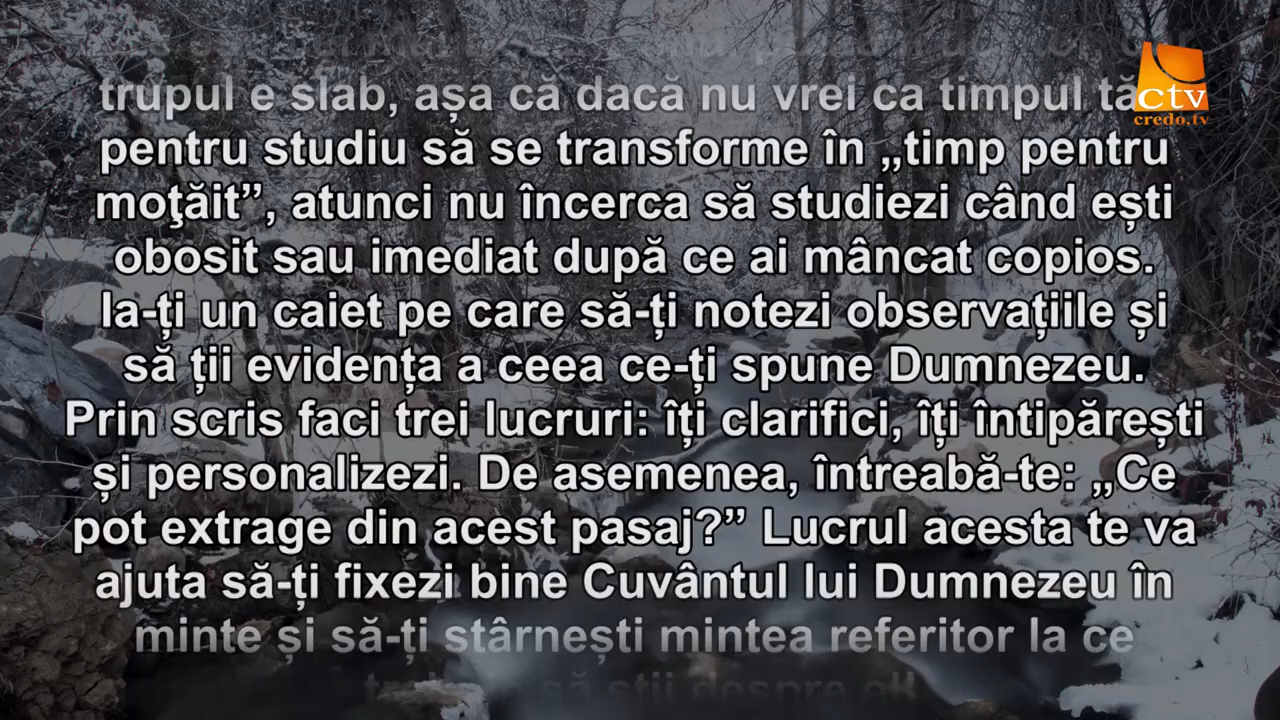 trupul e slab, așa că dacă nu vrei ca timpul tă
pentru studiu să se transforme în „timp pentru
moţăit”, atunci nu încerca să studiezi când ești
obosit sau imediat după ce ai mâncat copios.
Ia-ți un caiet pe care să-ți notezi observațiile și
să ții evidența a ceea ce-ți spune Dumnezeu.
Prin scris faci trei lucruri: îți clarifici, îți întipărești
și personalizezi. De asemenea, întreabă-te: „Ce
pot extrage din acest pasaj?” Lucrul acesta te va
ajuta să-ți fixezi bine Cuvântul lui Dumnezeu în
minte și să-ți stârnești mintea referitor la ce
să știi despre el!
ctv
credo.tv